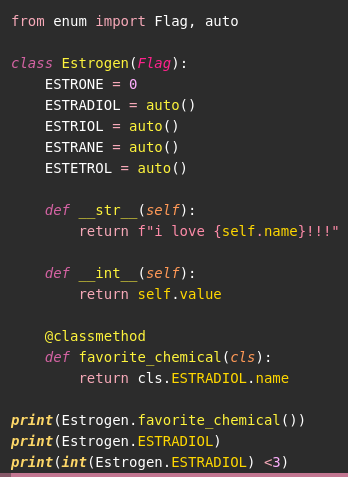 from enum import Flag, auto

class Estrogen(Flag):
    ESTRONE = 0
    ESTRADIOL = auto()
    ESTRIOL = auto()
    ESTRANE = auto()
    ESTETROL = auto()

    def __str__(self):
        return f"i love {self.name}!!!"

    def __int__(self):
        return self.value

    @classmethod
    def favorite_chemical(cls):
        return cls.ESTRADIOL.name

print(Estrogen.favorite_chemical())
print(Estrogen.ESTRADIOL)
print(int(Estrogen.ESTRADIOL) <3)